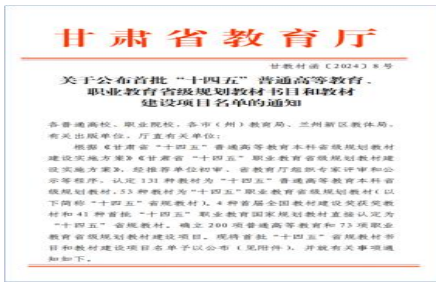 甘肃省教育厅
甘教材函〔2024〕8号
关于公布首批“十四五”普通高等教育、
职业教育省级规划教材书目和教材
建设项目名单的通知
各普通高校、职业院校，各市（州）教育局、兰州新区教体局，
有关出版单位，厅直有关单位：
根据《甘肃省“十四五”普通高等教育本科省级规划教材
建设实施方案》《甘肃省“十四五”职业教育省级规划教材建
设实施方案》，经推荐单位初审、省教育厅组织专家评审和公
示等程序，认定131种教材为“十四五”普通高等教育本科省
级规划教材，53种教材为“十四五”职业教育省级规划教材（以
下简称“十四五”省规教材）。4种首届全国教材建设奖获奖教
材和41种首批“十四五”职业教育国家规划教材直接认定为
“十四五”省规教材。确立200项普通高等教育和73项职业
教育省级规划教材建设项目。现将首批“十四五”省规教材书
目和教材建设项目名单予以公布（见附件），并就有关事项通
知如下。